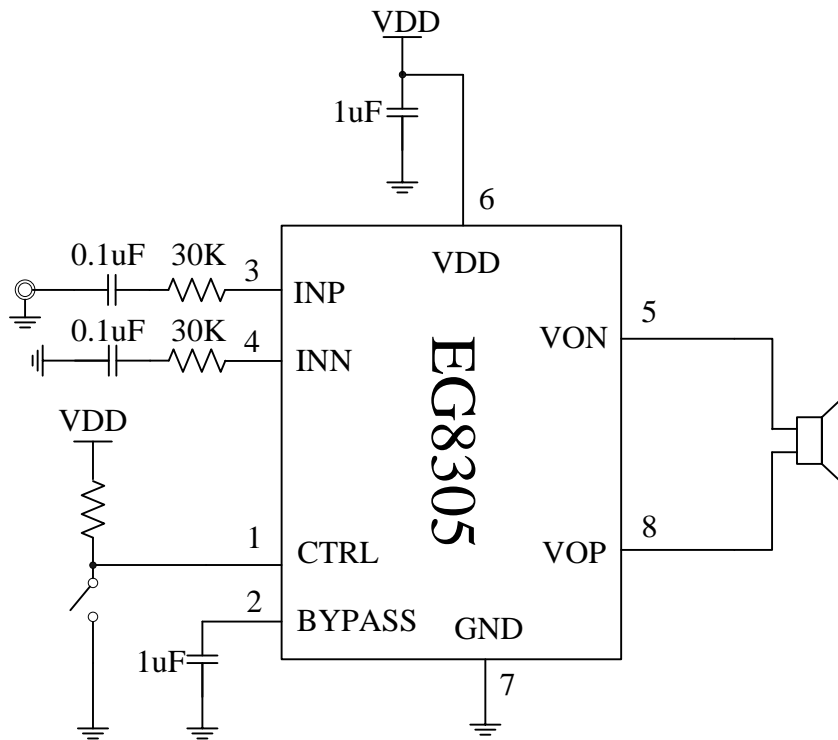 VDD
1uF
6
0.1uF
30K
3
VDD
INP
5
VON
0.1uF
30K
4
INN
EG8305
VDD
1
CTRL
8
VOP
2
BYPASS
GND
1uF
7